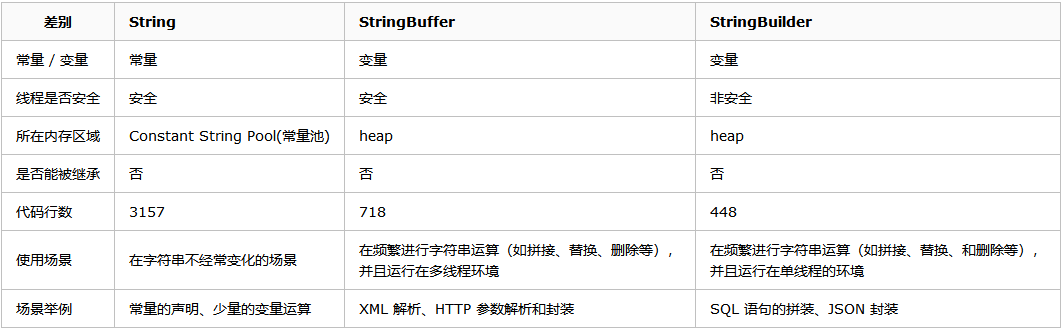 差别 String StringBuffer StringBuilder
常量 / 变量 常量 变量 变量
线程是否安全 安全 安全 非安全
所在内存区域 Constant String Pool(常量池) heap heap
是否能被继承 否 否 否
代码行数 3157 718 448
使用场景 在字符串不经常变化的场景 在频繁进行字符串运算（如拼接、替换、删除等），
并且运行在多线程环境 在频繁进行字符串运算（如拼接、替换、和删除等），
并且运行在单线程的环境
场景举例 常量的声明、少量的变量运算 XML 解析、HTTP 参数解析和封装 SQL 语句的拼装、JSON 封装